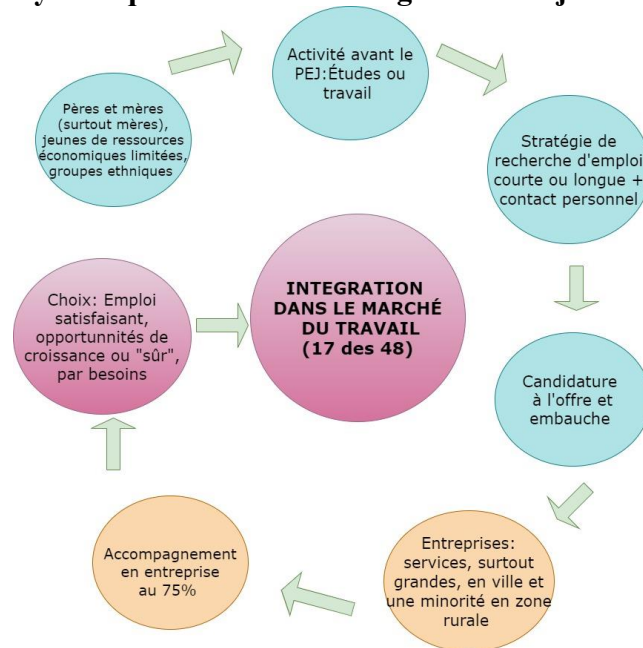 Activité avant le
PEJ:Études ou
travail
Pères et mères
(surtout mères),
jeunes de ressources
économiques limitées,
groupes ethniques
Stratégie de
recherche d'emploi
courte ou longue +
contact personnel
INTEGRATION
DANS LE MARCHÉ
DU TRAVAIL
(17 des 48)
Choix: Emploi
satisfaisant,
opportunnités de
croissance ou "sûr",
par besoins
Candidature
à l'offre et
embauche
Entreprises:
services, surtout
grandes, en ville et
une minorité en zone
rurale
Accompagnement
en entreprise
au 75%